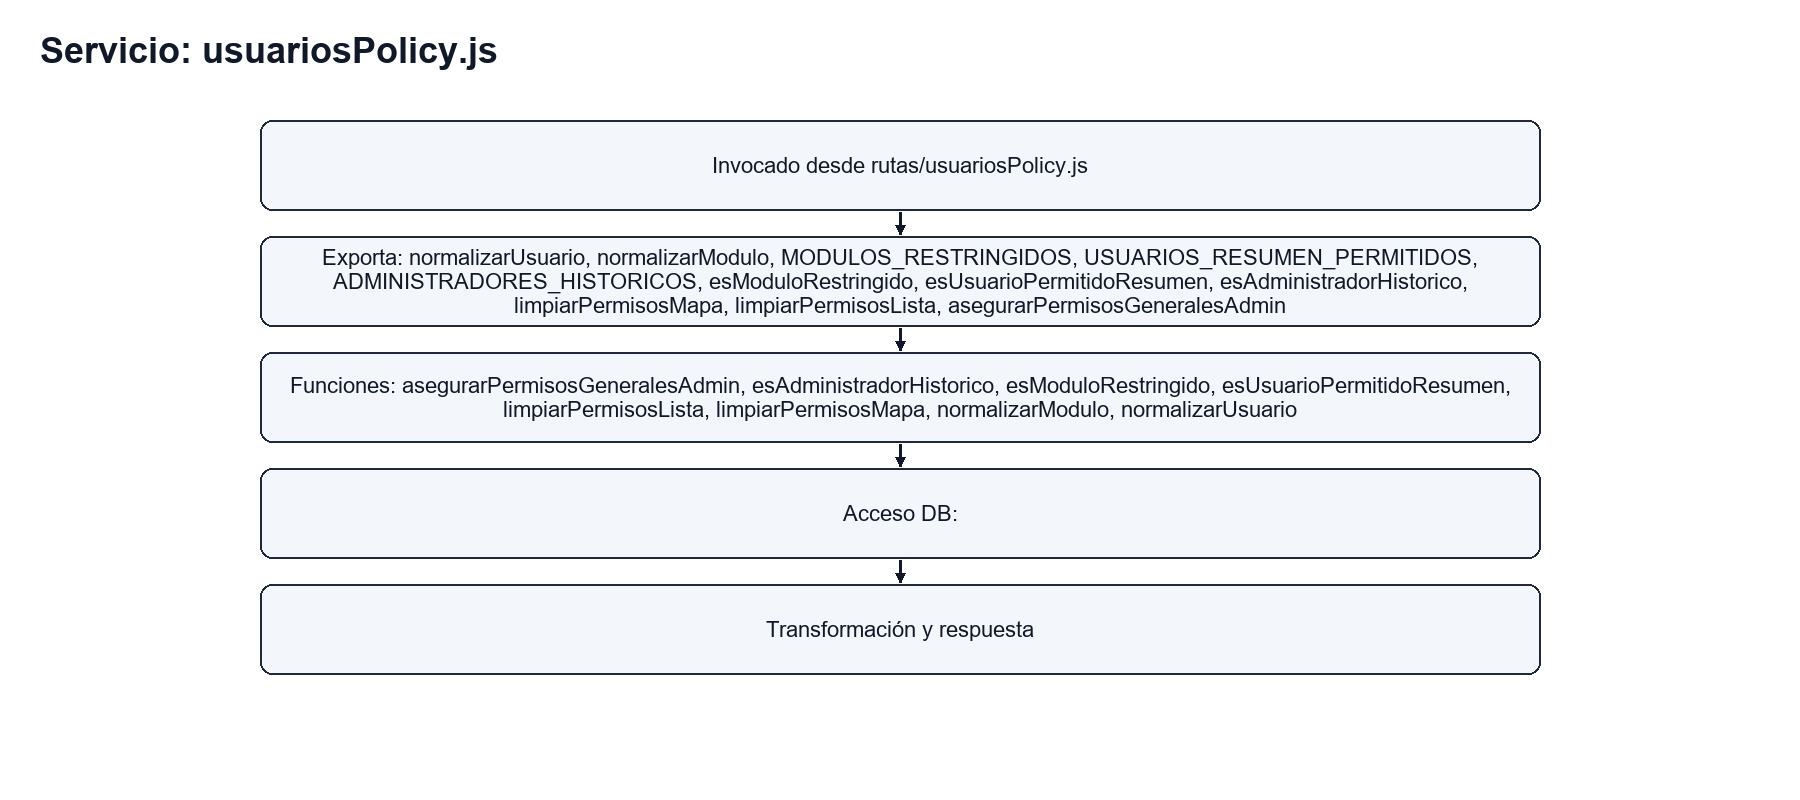 Servicio: usuariosPolicy.js
Invocado desde rutas/usuariosPolicy.js
Exporta: normalizarUsuario, normalizarModulo, MODULOS_RESTRINGIDOS, USUARIOS_RESUMEN_PERMITIDOS,
ADMINISTRADORES_HISTORICOS, esModuloRestringido, esUsuarioPermitidoResumen, esAdministradorHistorico,
limpiarPermisosMapa, limpiarPermisosLista, asegurarPermisosGeneralesAdmin
Funciones: asegurarPermisosGeneralesAdmin, esAdministradorHistorico, esModuloRestringido, esUsuarioPermitidoResumen,
limpiarPermisosLista, limpiarPermisosMapa, normalizarModulo, normalizarUsuario
Acceso DB:
Transformación y respuesta